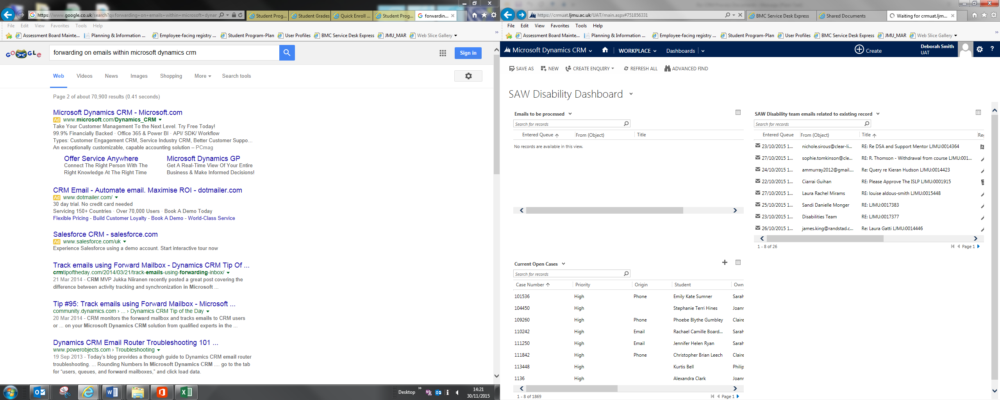 https://www.google.co.uk/search?q=forwarding+on+emails+within+microsoft+dynar
Student Prog...
Student Grades
Quick Enroll ...
Student Prog...
forwardin...
File Edit View Favorites Tools Help
Assessment Board Mainte...
Planning & Information ...
Employee-facing registry ...
Student Program-Plan
User Profiles
BMC Service Desk Express
JMU_MAR
Web Slice Gallery
forwarding on emails within microsoft dynamics crm
Sign in
Web Videos News Images Shopping More Search tools
Page 2 of about 70,900 results (0.41 seconds)
Microsoft Dynamics CRM - Microsoft.com
Ad www.microsoft.com/Dynamics_CRM
Take Your Customer Management To the Next Level. Try Free Today!
99.9% Financially Backed · Office 365 & Power BI · API/ SDK/ Workflow
Types: Customer Engagement CRM, Service Industry CRM, Better Customer Suppo...
An exceptionally customizable, capable accounting solution – PCmag
Offer Service Anywhere
Connect The Right Person With The
Right Knowledge At The Right Time
Microsoft Dynamics GP
Get A Real-Time View Of Your Entire
Business & Make Informed Decisions!
CRM Email - Automate email. Maximise ROI - dotmailer.com
Ad www.dotmailer.com/
30 day trial. No credit card needed
Servicing 150+ Countries · Over 70,000 Users · Book A Demo Today
Flexible Pricing - Build Customer Loyalty - Book A Demo - World-Class Service
Salesforce CRM - salesforce.com
Ad www.salesforce.com/uk
Experience Salesforce using a demo account. Start interactive tour now
Track emails using Forward Mailbox - Dynamics CRM Tip Of ...
crmtipoftheday.com/2014/03/21/track-emails-using-forwarding-inbox/
21 Mar 2014 - CRM MVP Jukka Niiranen recently posted a great post covering the
difference between activity tracking and synchronization in Microsoft ...
Tip #95: Track emails using Forward Mailbox - Microsoft ...
community.dynamics.com › ... › Dynamics CRM Tip of the Day
20 Mar 2014 - CRM monitors the forward mailbox and tracks emails to CRM users
or ... on your Microsoft Dynamics CRM solution from qualified experts in the ...
Dynamics CRM Email Router Troubleshooting 101 ...
www.powerobjects.com › Troubleshooting
19 Sep 2013 - Today's blog provides a thorough guide to Dynamics CRM email router
troubleshooting. ... Rounding Numbers In Microsoft Dynamics CRM .... go to the tab
for “users, queues, and forward mailboxes,” and click load data.
Desktop
14:21
30/11/2015
https://crmuat.ljmu.ac.uk/UAT/main.aspx#751856331
BMC Service Desk Express
Shared Documents
Waiting for crmuat.ljm...
File Edit View Favorites Tools Help
Assessment Board Mainte...
Planning & Information ...
Employee-facing registry ...
Student Program-Plan
User Profiles
BMC Service Desk Express
JMU_MAR
Web Slice Gallery
Microsoft Dynamics CRM
WORKPLACE
Dashboards
Create
Deborah Smith
UAT
?
SAVE AS NEW CREATE ENQUIRY REFRESH ALL ADVANCED FIND
SAW Disability Dashboard
Emails to be processed
Search for records
Entered Queue From (Object) Title
No records are available in this view.
SAW Disability team emails related to existing record
Search for records
Entered Queue From (Object) Title
23/10/2015 1... nichole.sirous@clear-li... RE: Re DSA and Support Mentor LJMU:0014364
27/10/2015 1... sophie.tomkinson@cle... RE: R. Thomson - Withdrawal from course LJMU:001...
24/10/2015 1... ammurray2012@gmail.... Re: Query re Kieran Hudson LJMU:0014423
22/10/2015 1... Ciarrai Guihan RE: Please Approve The ISLP LJMU:0001915
27/10/2015 1... Laura Rachel Mirams RE: louise aldous-smith LJMU:0015448
25/10/2015 1... Sandi Danielle Monger RE: LJMU:0017383
23/10/2015 1... Disabilities Team RE: LJMU:0017377
26/10/2015 1... james.king@randstad.c... Re: Laura Gatti LJMU:0014446
1 - 8 of 26
Page 1
Current Open Cases
Search for records
Case Number Priority Origin Student Own
101536 High Phone Emily Kate Sumner Sarah
104450 High Stephanie Terri Hines Joanr
109260 High Phone Phoebe Blythe Gumbley Claire
110242 High Email Rachael Camille Board... Sarah
111250 High Email Jennifer Helen Ryan Sarah
111842 High Phone Christopher Brian Leech Claire
113448 High Kurtis Bell Philip
1136 High Alexandra Clark Joanr
1 - 8 of 1869
Page 1